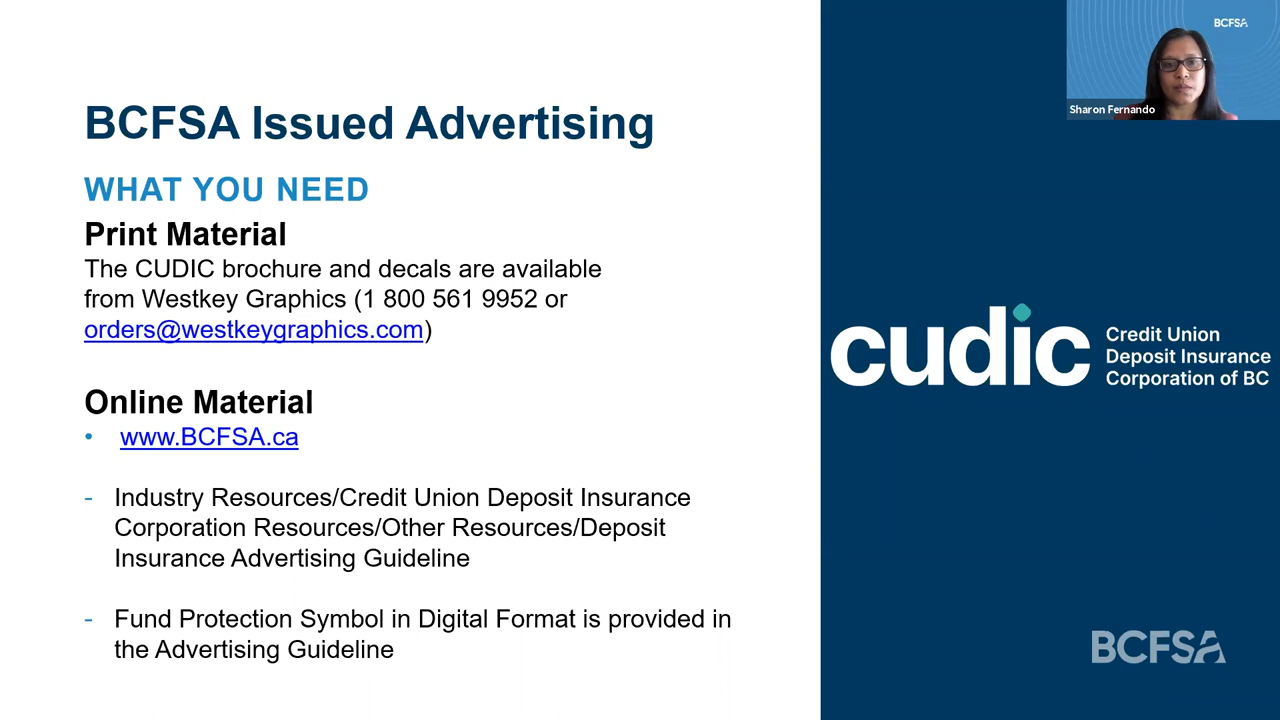 BCFSA Issued Advertising
WHAT YOU NEED
Print Material
The CUDIC brochure and decals are available
from Westkey Graphics (1 800 561 9952 or
orders@westkeygraphics.com)
Online Material
• www.BCFSA.ca
- Industry Resources/Credit Union Deposit Insurance
Corporation Resources/Other Resources/Deposit
Insurance Advertising Guideline
- Fund Protection Symbol in Digital Format is provided in
the Advertising Guideline
BCFSA
Sharon Fernando
cudic
Credit Union
Deposit Insurance
Corporation of BC
BCFSA